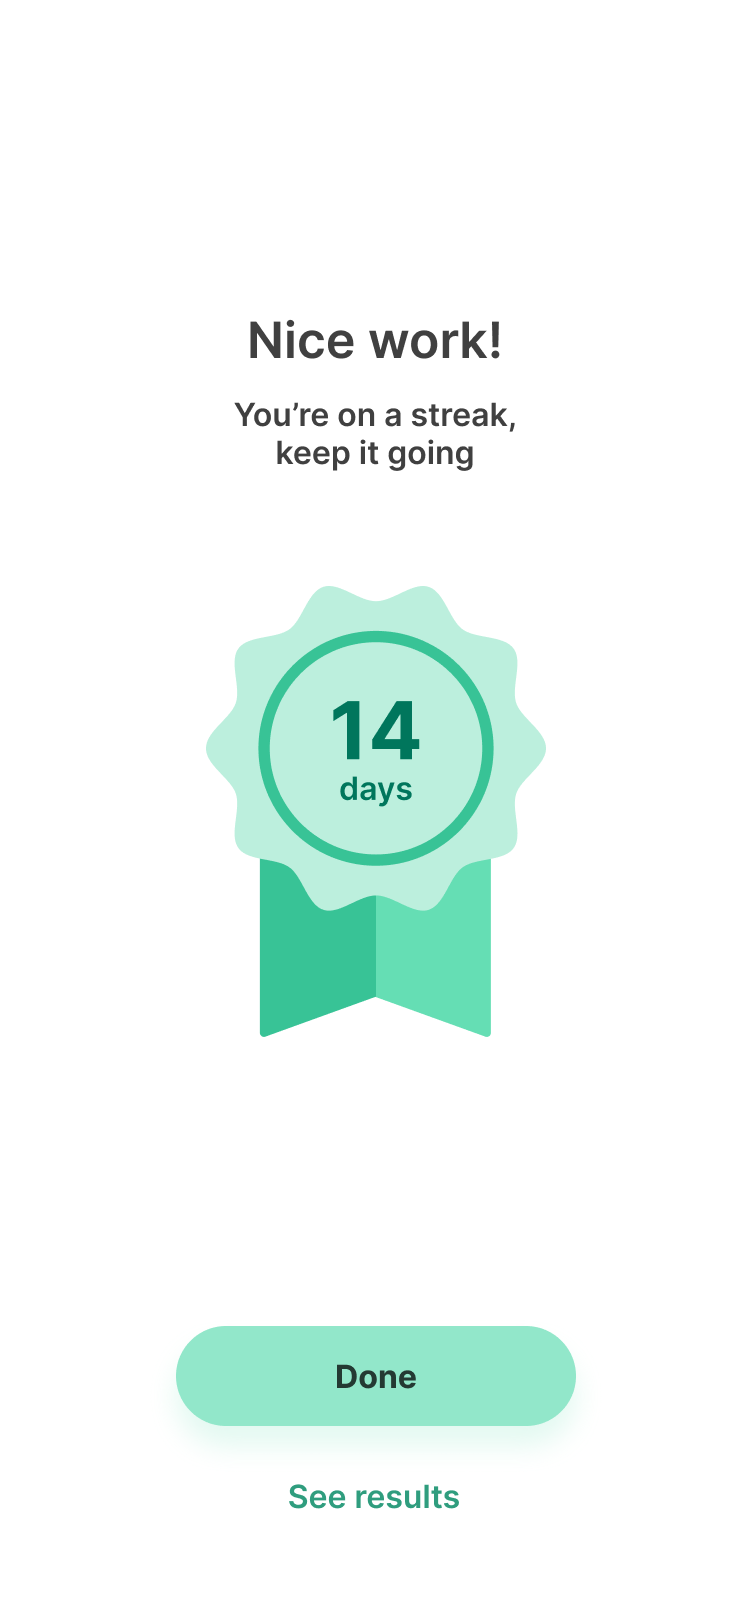 Nice work!
You’re on a streak,
keep it going
14
days
Done
See results